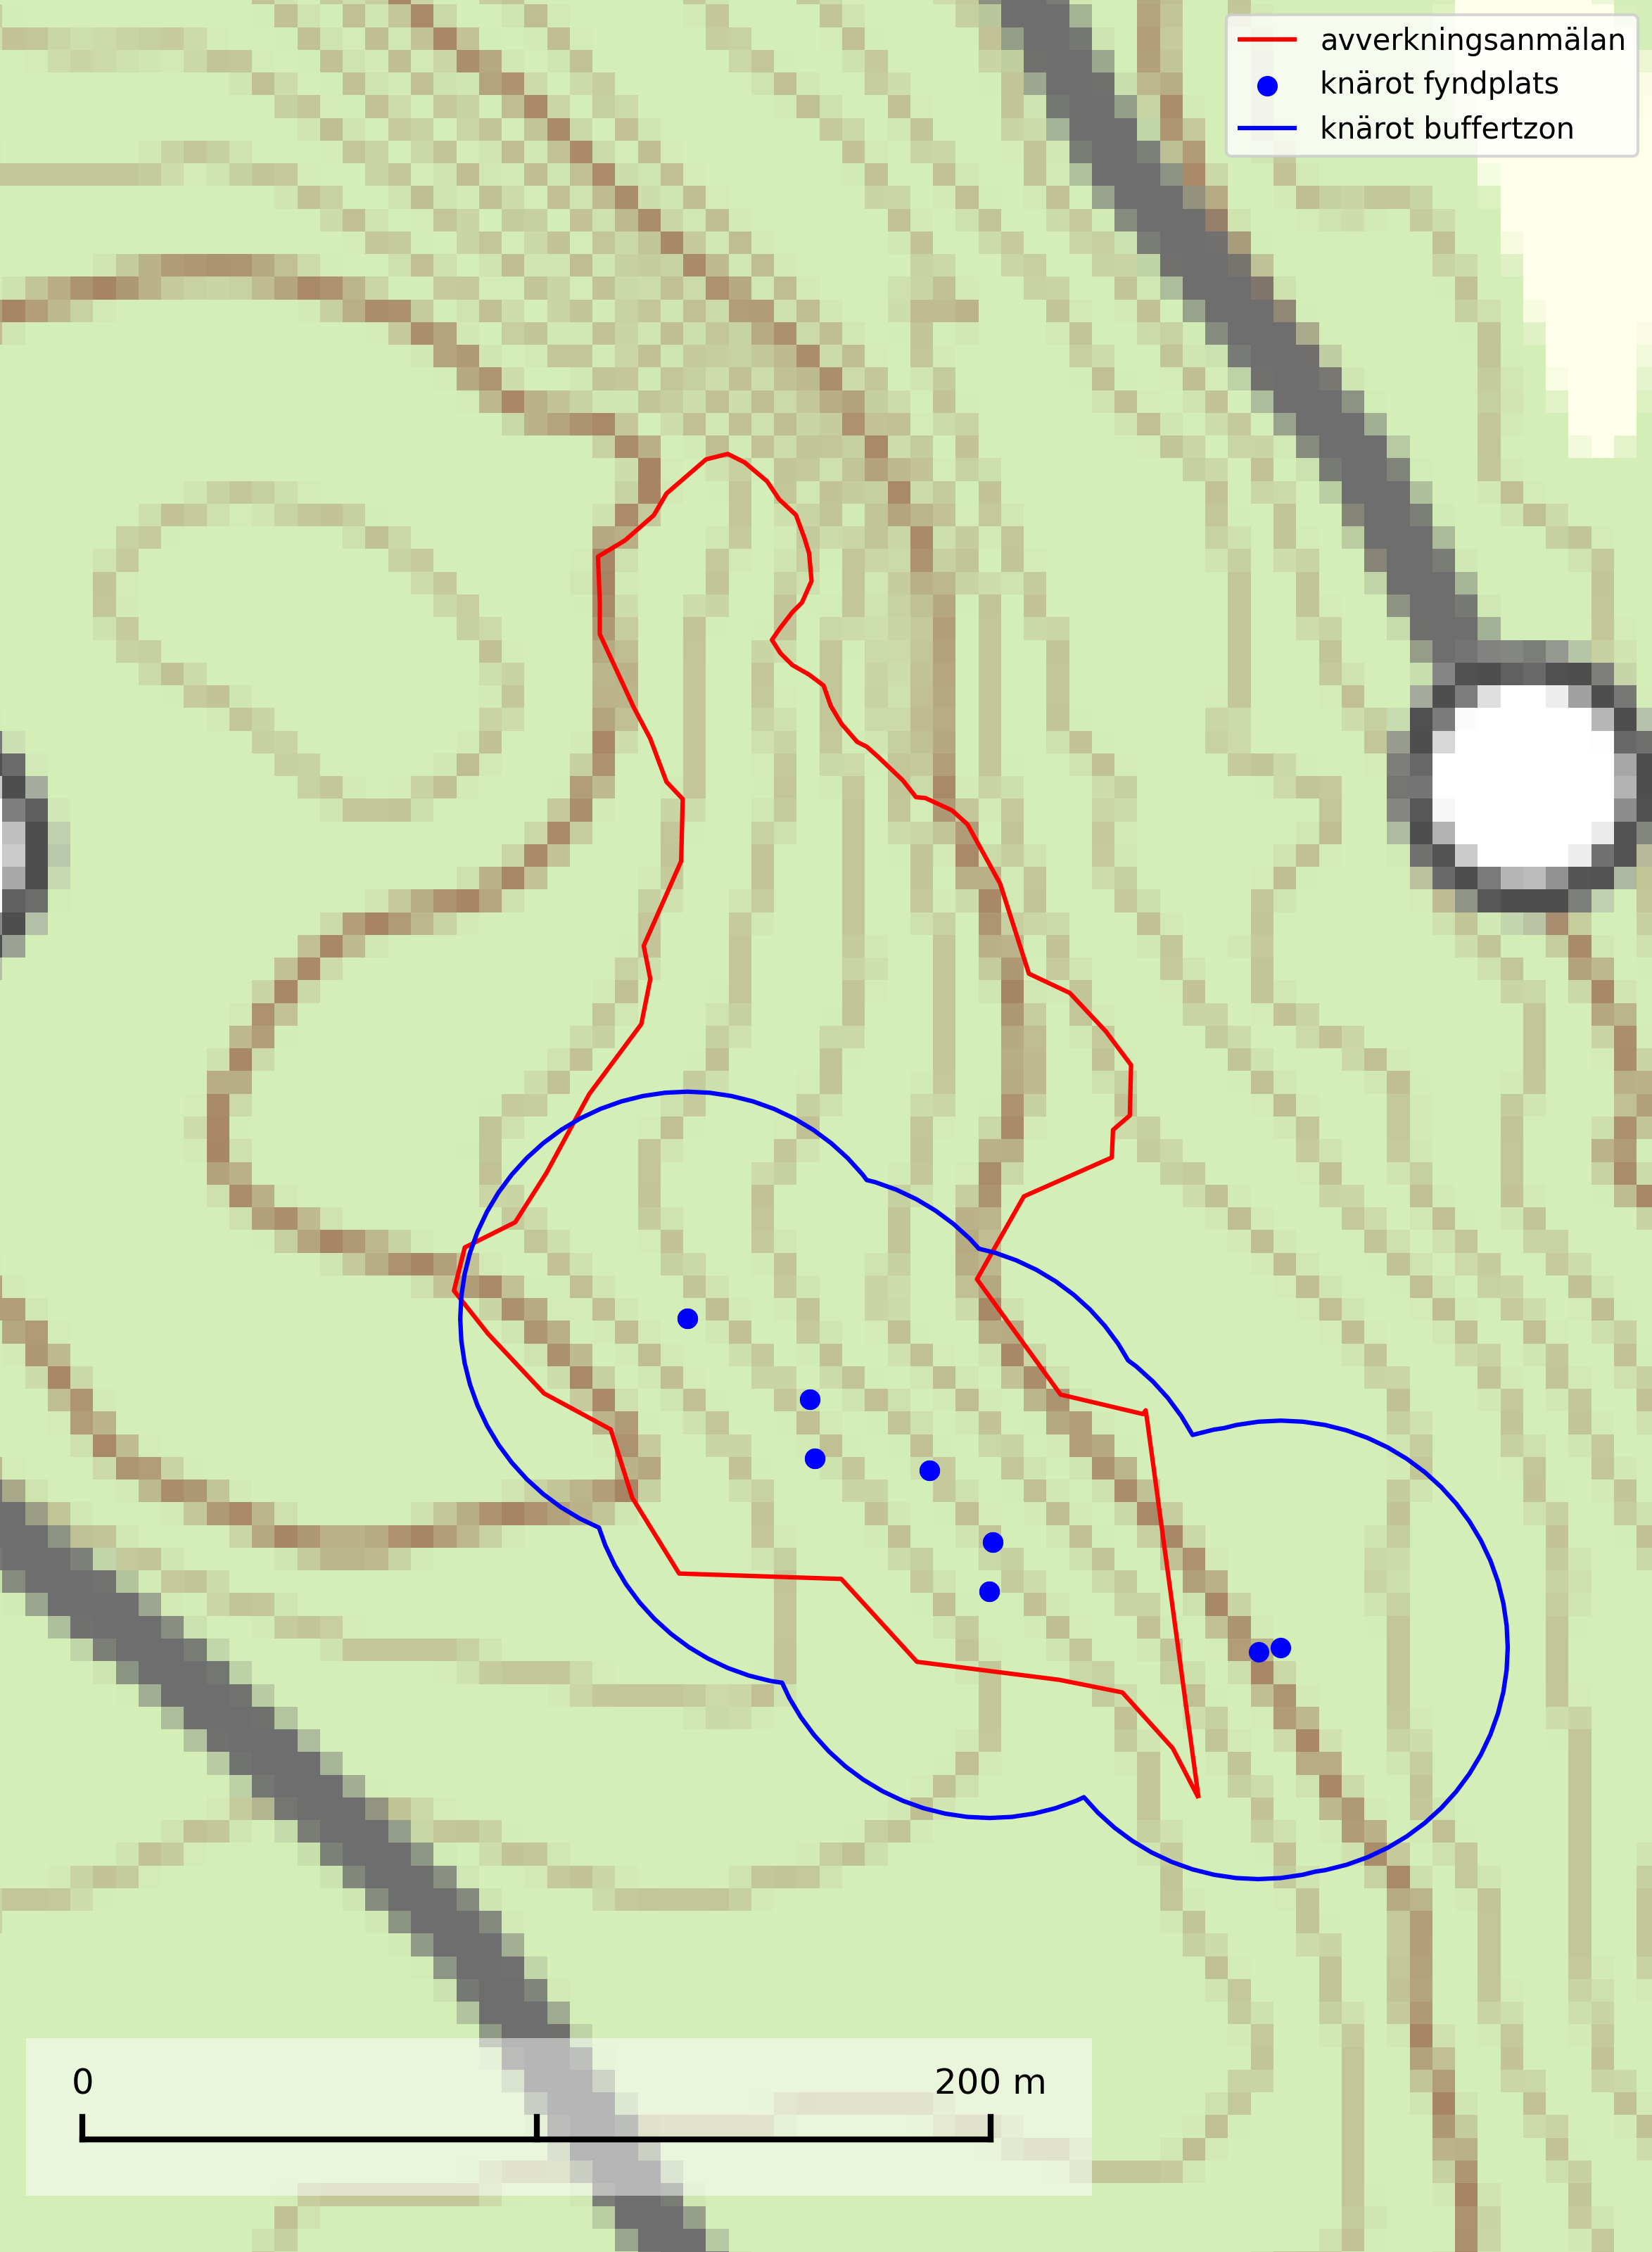 avverkningsanmälan
knärot fyndplats
knärot buffertzon
0 200 m